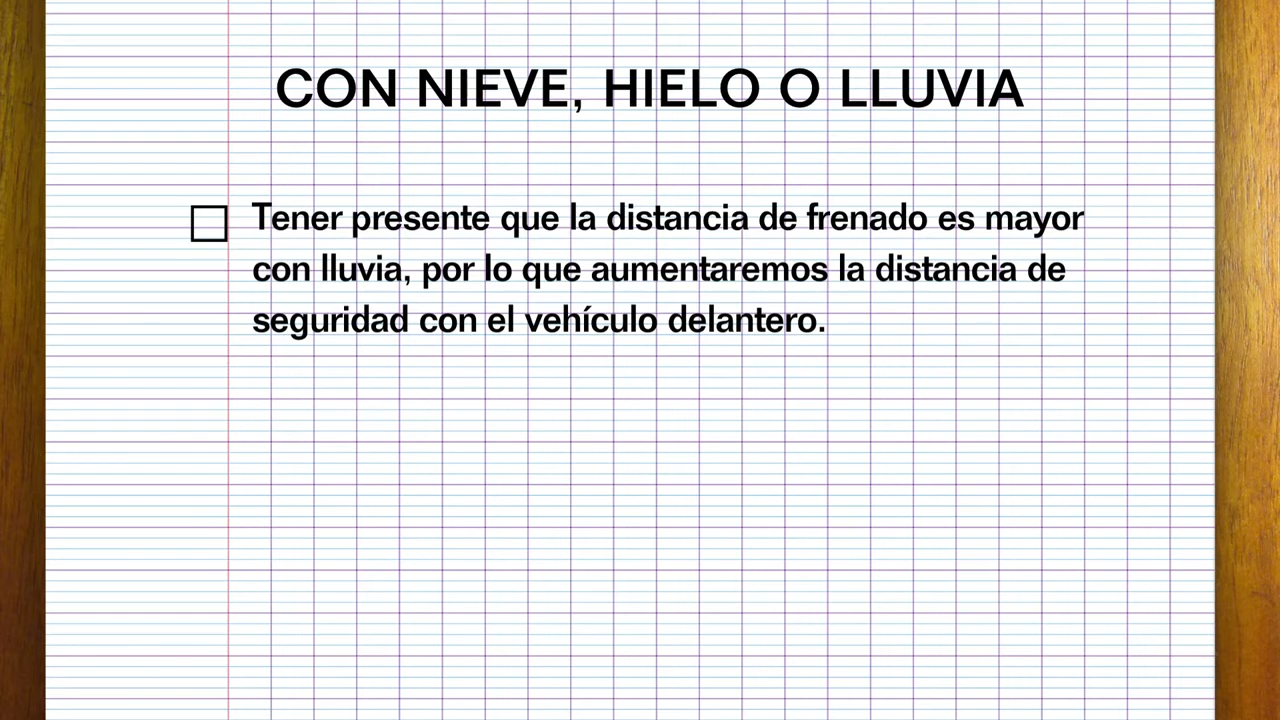 CON NIEVE, HIELO O LLUVIA
Tener presente que la distancia de frenado es mayor
con lluvia, por lo que aumentaremos la distancia de
seguridad con el vehículo delantero.